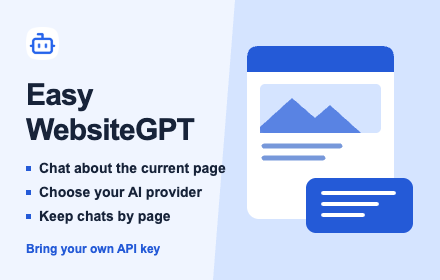 Easy
WebsiteGPT
Chat about the current page
Choose your AI provider
Keep chats by page
Bring your own API key